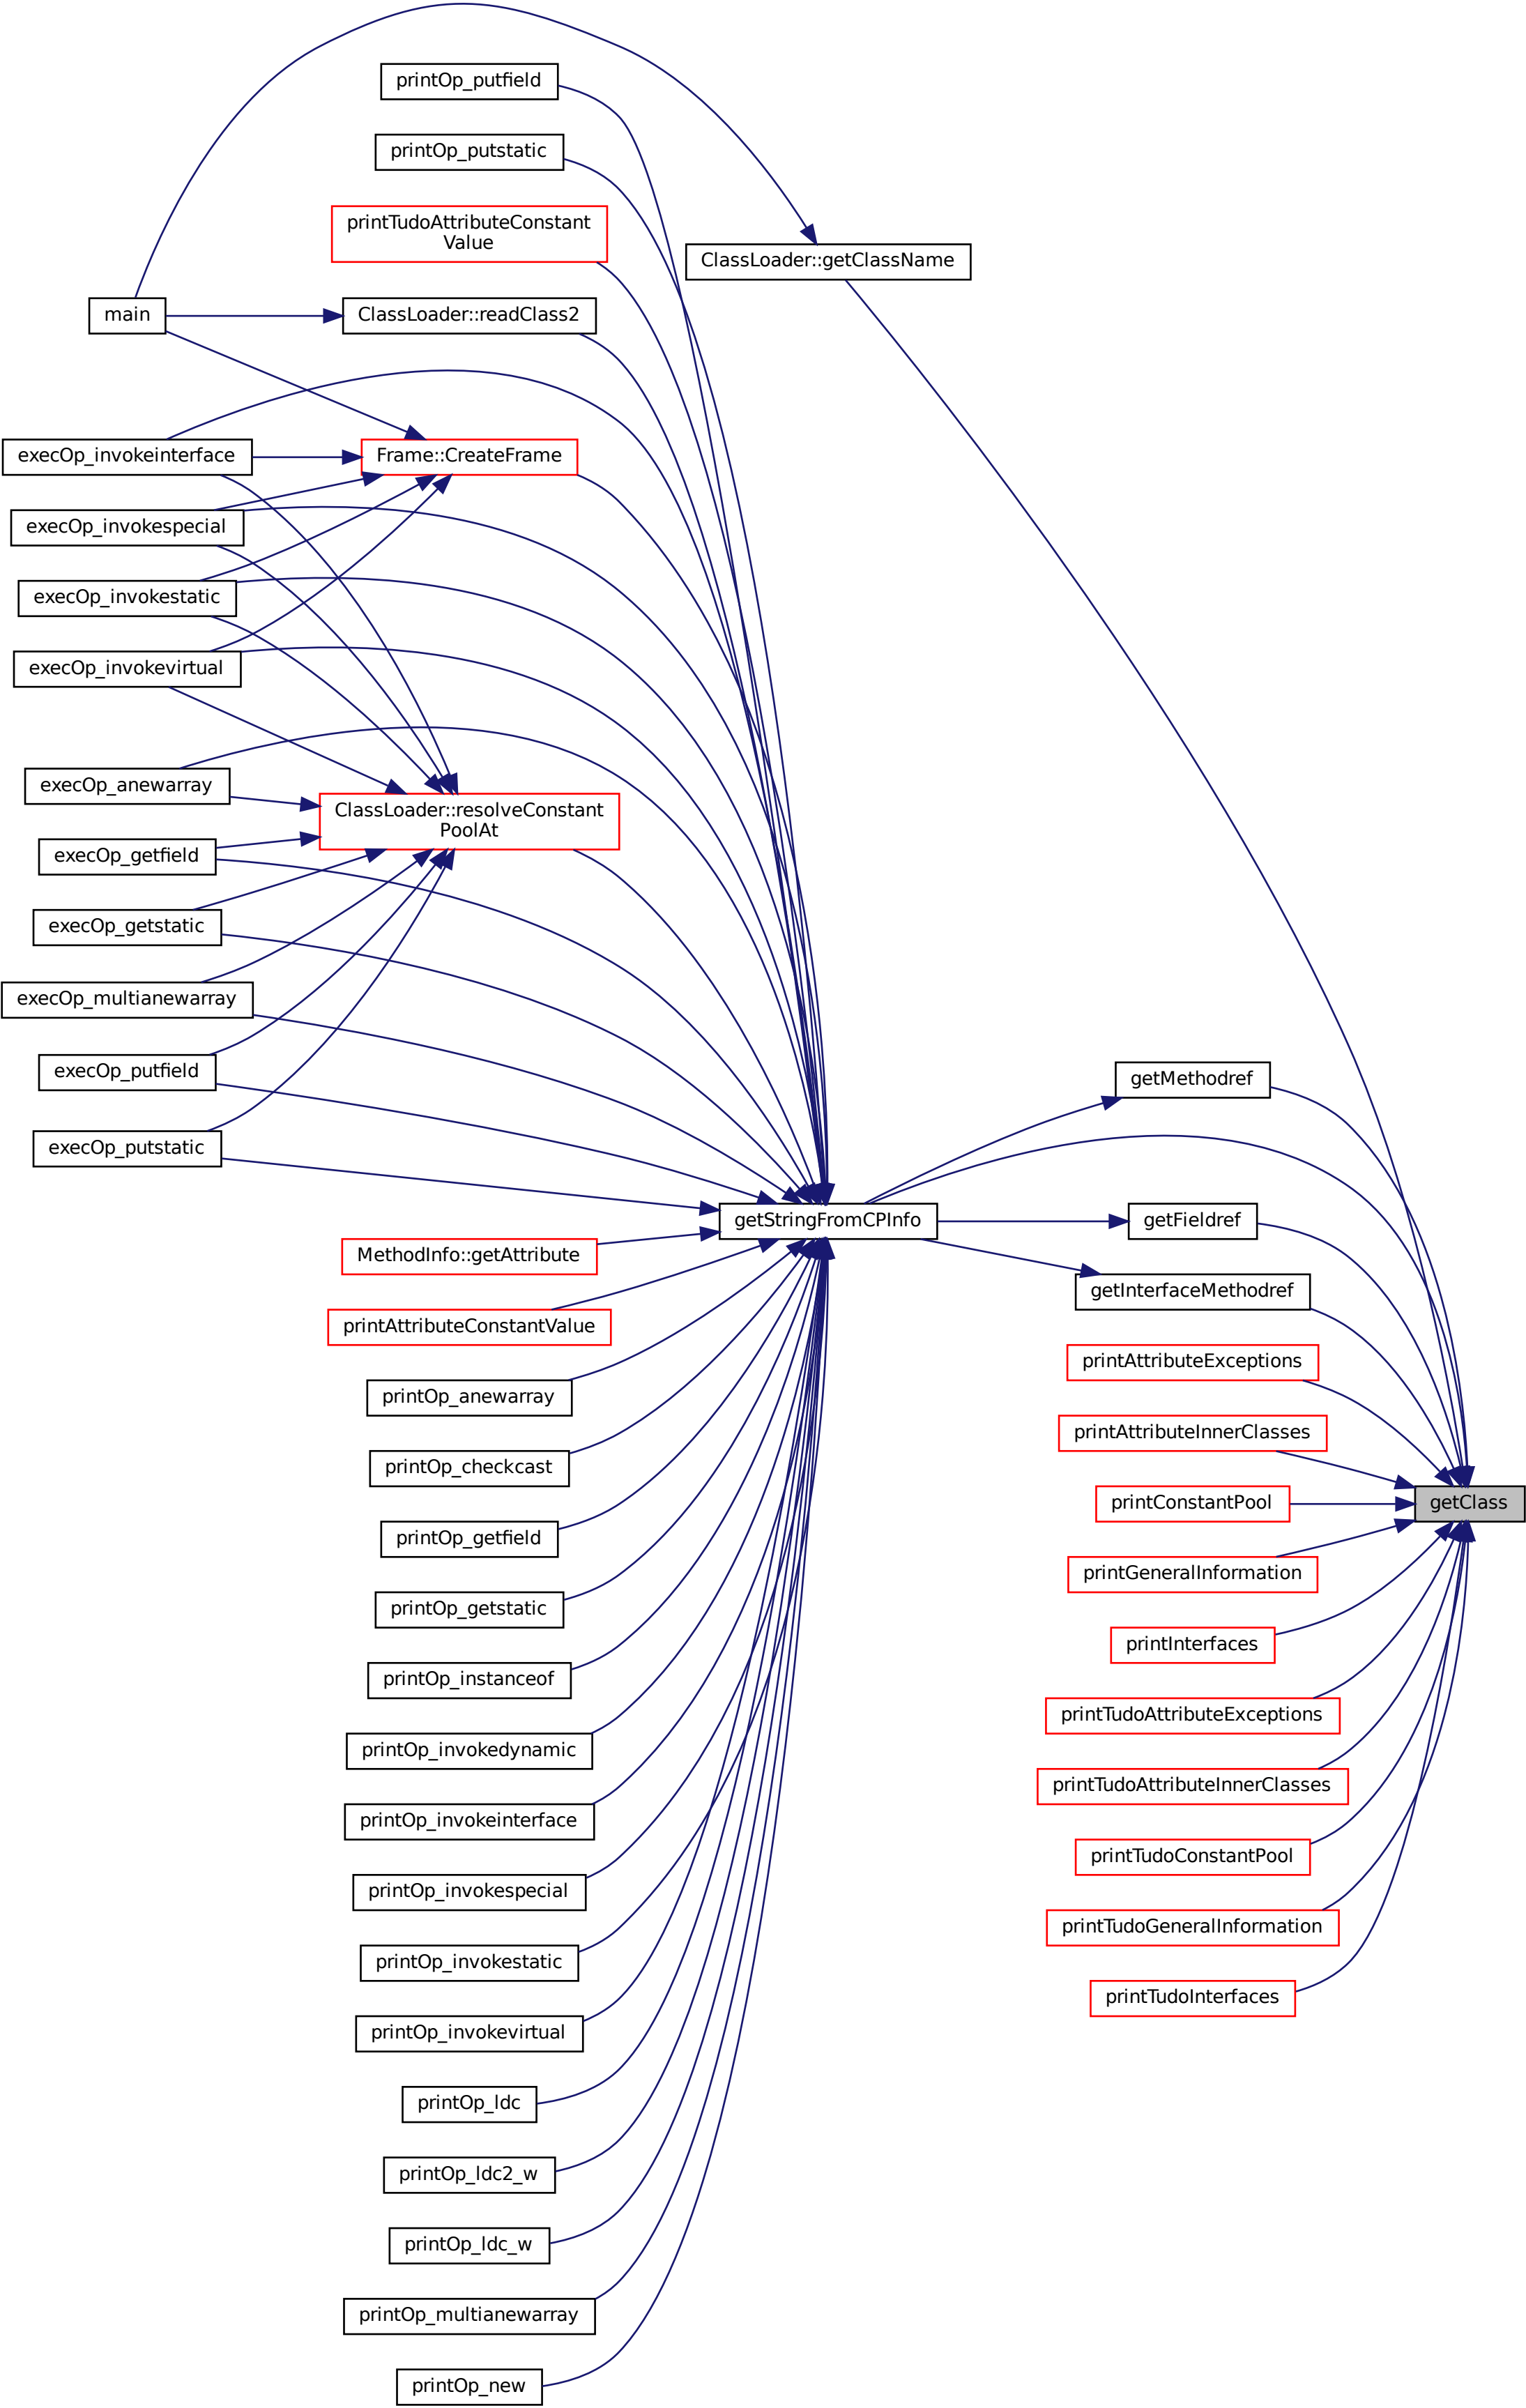 printOp_putfield
printOp_putstatic
printTudoAttributeConstant
Value
ClassLoader::getClassName
main
ClassLoader::readClass2
execOp_invokeinterface
Frame::CreateFrame
execOp_invokespecial
execOp_invokestatic
execOp_invokevirtual
execOp_anewarray
ClassLoader::resolveConstant
PoolAt
execOp_getfield
execOp_getstatic
execOp_multianewarray
execOp_putfield
execOp_putstatic
getMethodref
getStringFromCPInfo
getFieldref
MethodInfo::getAttribute
getInterfaceMethodref
printAttributeConstantValue
printAttributeExceptions
printOp_anewarray
printAttributeInnerClasses
printOp_checkcast
printConstantPool
getClass
printOp_getfield
printGeneralInformation
printOp_getstatic
printInterfaces
printOp_instanceof
printTudoAttributeExceptions
printOp_invokedynamic
printTudoAttributeInnerClasses
printOp_invokeinterface
printTudoConstantPool
printOp_invokespecial
printTudoGeneralInformation
printOp_invokestatic
printTudoInterfaces
printOp_invokevirtual
printOp_ldc
printOp_ldc2_w
printOp_ldc_w
printOp_multianewarray
printOp_new